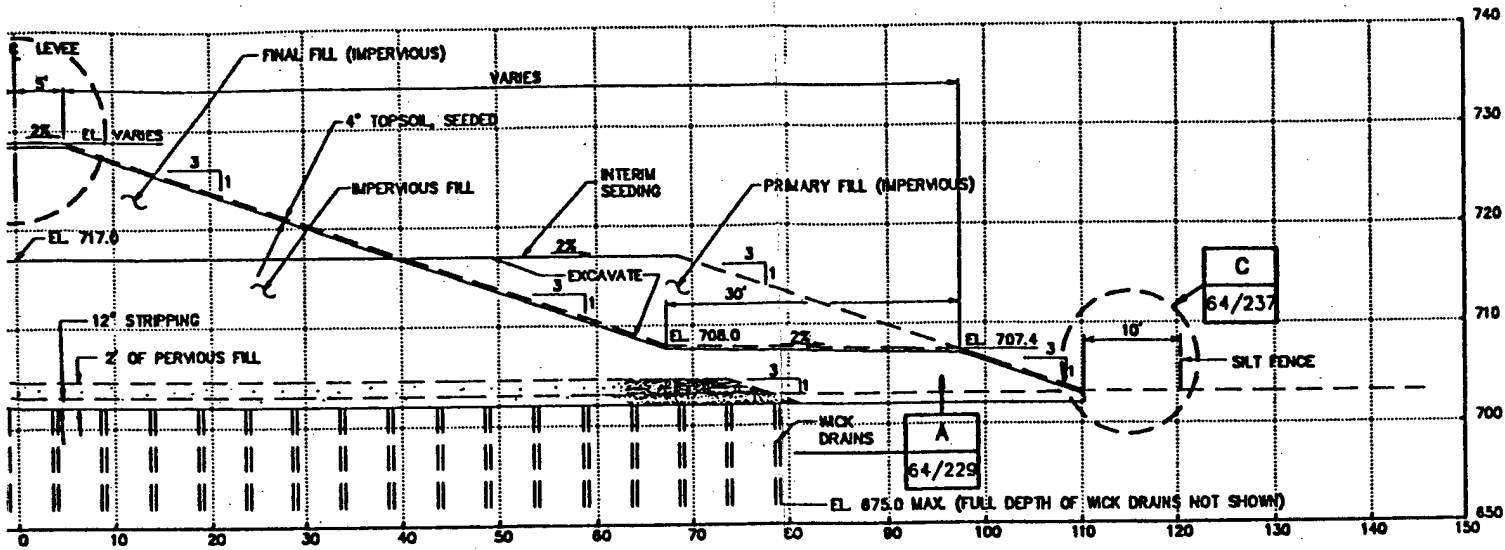 740
℄ LEVEE
FINAL FILL (IMPERVIOUS)
VARIES
5'
730
2%
EL. VARIES
4" TOPSOIL, SEEDED
3
1
IMPERVIOUS FILL
INTERIM
SEEDING
PRIMARY FILL (IMPERVIOUS)
720
EL 717.0
2%
3
1
C
64/237
EXCAVATE
3
1
30'
12" STRIPPING
710
EL 708.0
2%
EL 707.4
10'
2' OF PERVIOUS FILL
3
1
SILT FENCE
3
1
700
WICK
DRAINS
A
64/229
EL 675.0 MAX. (FULL DEPTH OF WICK DRAINS NOT SHOWN)
650
0 10 20 30 40 50 60 70 80 90 100 110 120 130 140 150